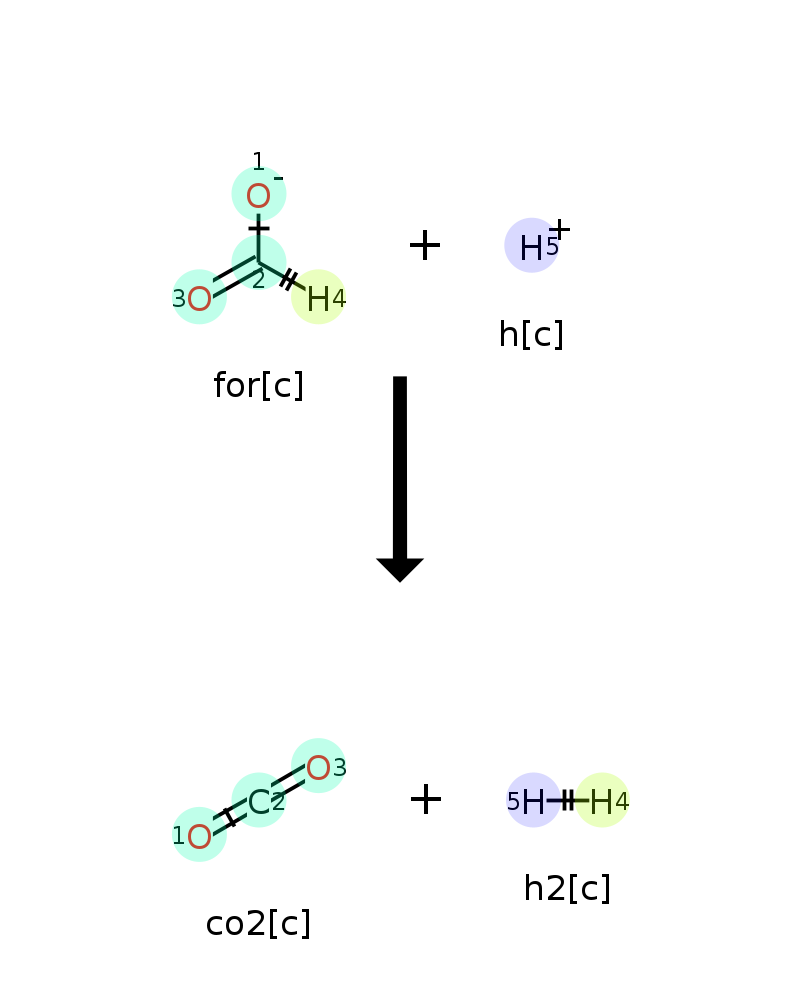 1
O -
+
H5 +
2
3O
H4
h[c]
for[c]
O3
C2
+
5H
H4
1O
h2[c]
co2[c]